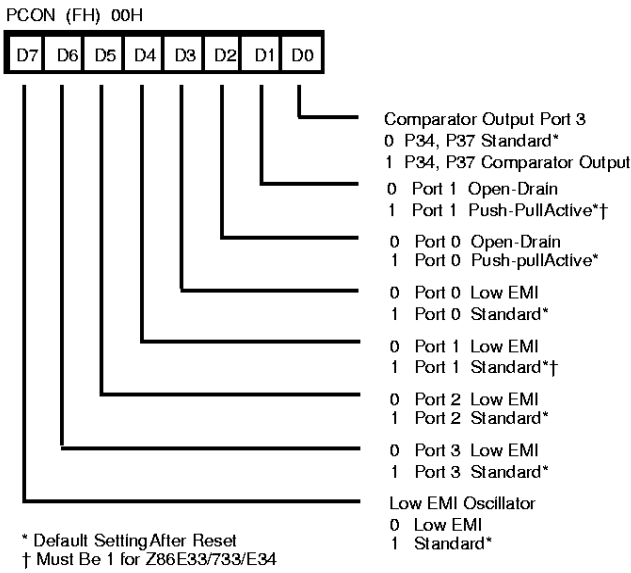 PCON (FH) 00H
D7 D6 D5 D4 D3 D2 D1 D0
Comparator Output Port 3
0 P34, P37 Standard*
1 P34, P37 Comparator Output
0 Port 1 Open-Drain
1 Port 1 Push-PullActive*†
0 Port 0 Open-Drain
1 Port 0 Push-pullActive*
0 Port 0 Low EMI
1 Port 0 Standard*
0 Port 1 Low EMI
1 Port 1 Standard*†
0 Port 2 Low EMI
1 Port 2 Standard*
0 Port 3 Low EMI
1 Port 3 Standard*
Low EMI Oscillator
0 Low EMI
1 Standard*
* Default SettingAfter Reset
† Must Be 1 for Z86E33/733/E34